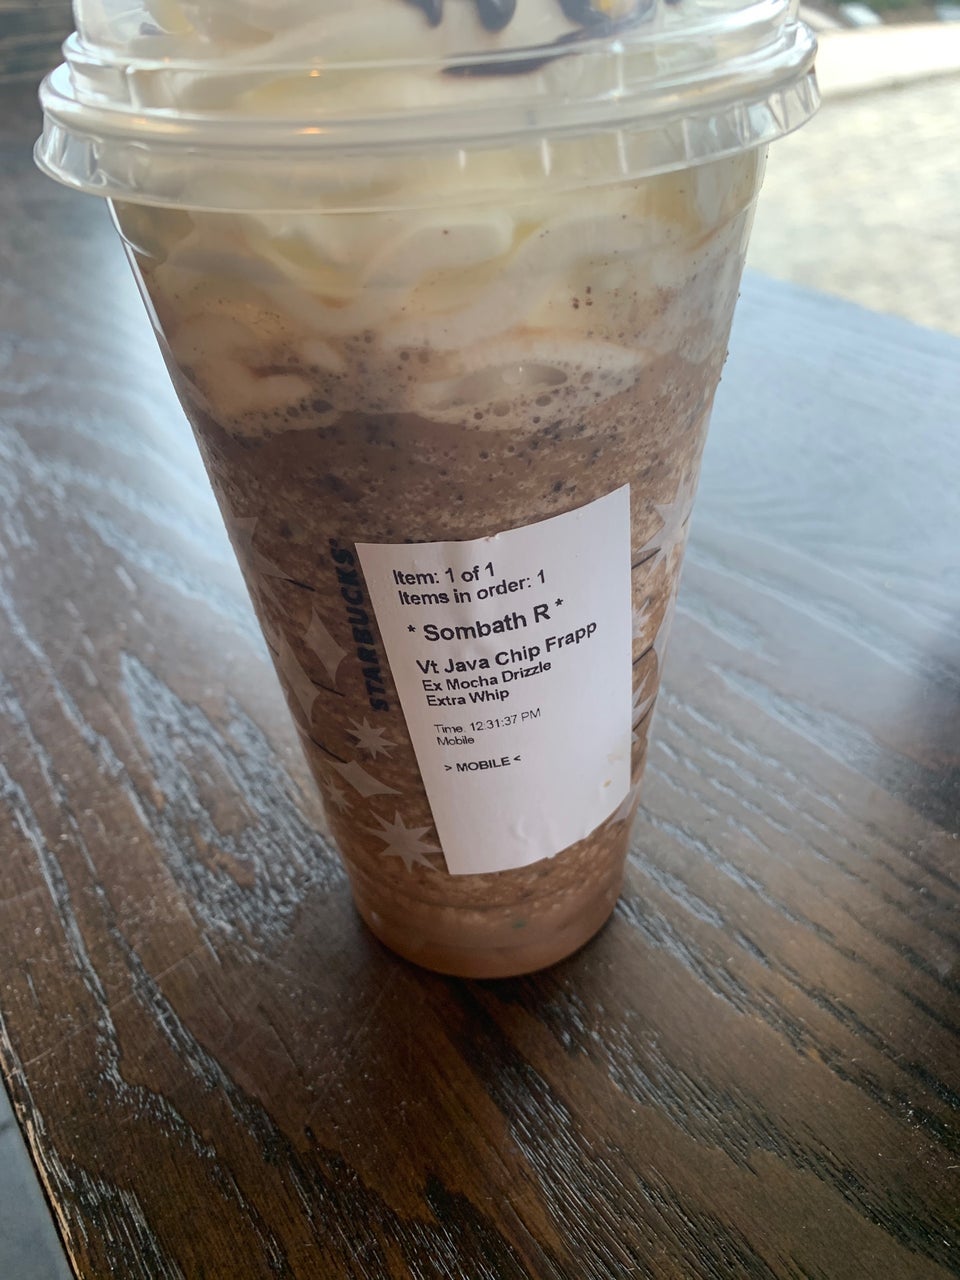 STARBUCKS®
Item: 1 of 1
Items in order: 1
* Sombath R *
Vt Java Chip Frapp
Ex Mocha Drizzle
Extra Whip
Time: 12:31:37 PM
Mobile
> MOBILE <